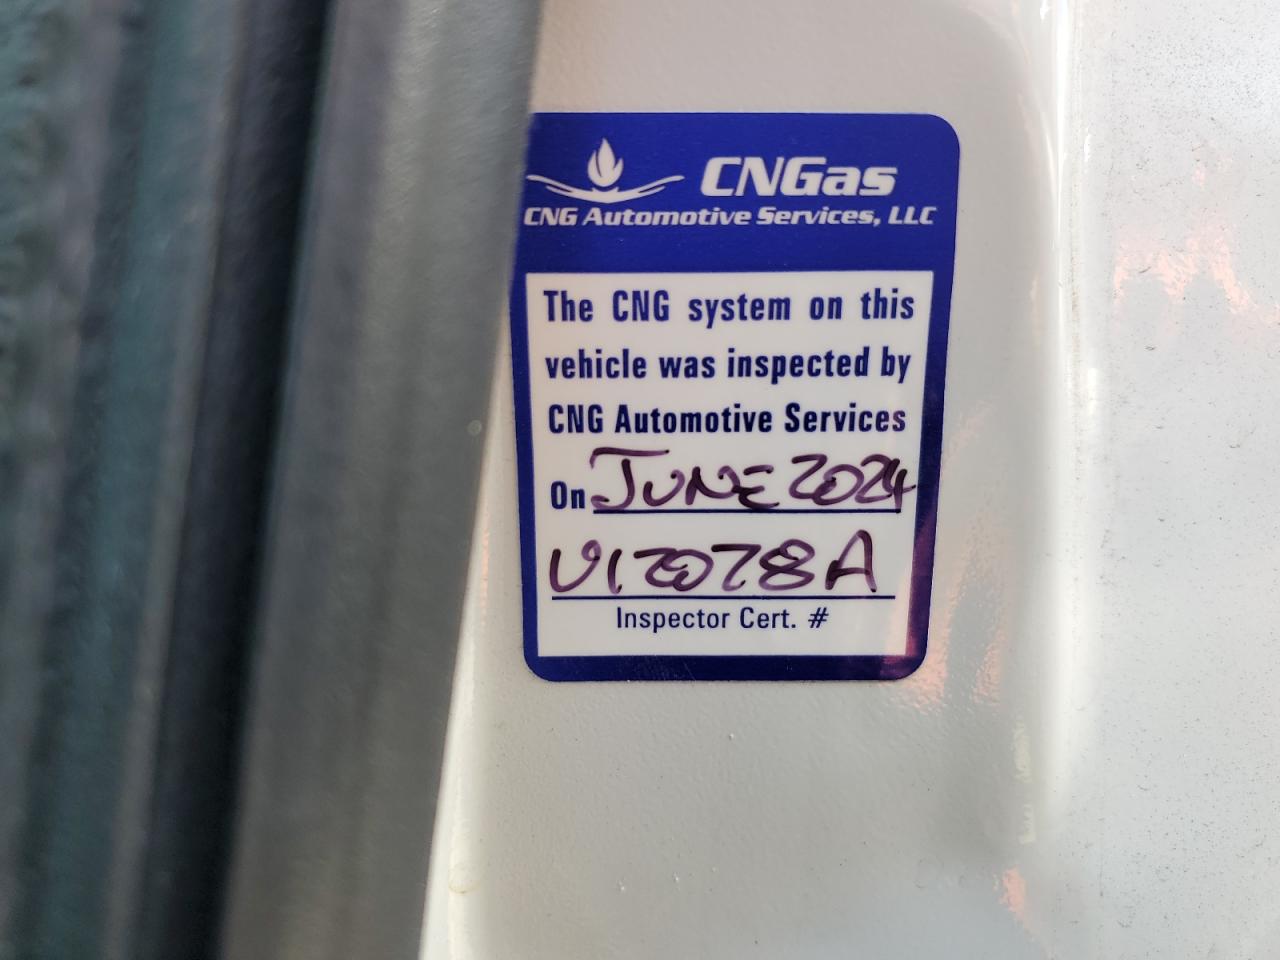 CNGas
CNG Automotive Services, LLC
The CNG system on this
vehicle was inspected by
CNG Automotive Services
On JUNE 2024
V12078A
Inspector Cert. #